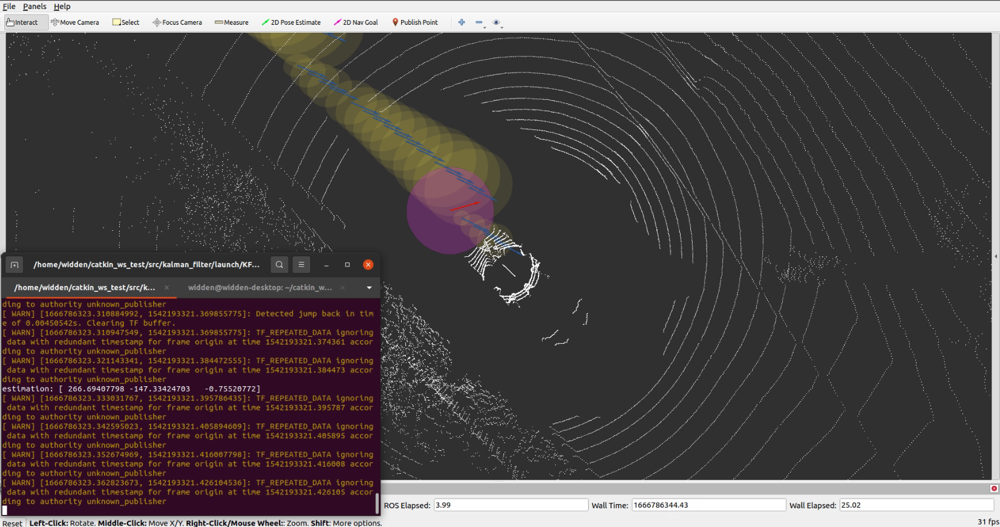 File Panels Help
Interact Move Camera Select Focus Camera Measure 2D Pose Estimate 2D Nav Goal Publish Point
/home/widden/catkin_ws_test/src/kalman_filter/launch/KF...
/home/widden/catkin_ws_test/src/k... widden@widden-desktop: ~/catkin_w...
ding to authority unknown_publisher
[ WARN] [1666786323.310884992, 1542193321.369855775]: Detected jump back in tim
e of 0.00450542s. Clearing TF buffer.
[ WARN] [1666786323.310947549, 1542193321.369855775]: TF_REPEATED_DATA ignoring
data with redundant timestamp for frame origin at time 1542193321.374361 accor
ding to authority unknown_publisher
[ WARN] [1666786323.321143341, 1542193321.384472555]: TF_REPEATED_DATA ignoring
data with redundant timestamp for frame origin at time 1542193321.384473 accor
ding to authority unknown_publisher
estimation: [ 266.69407798 -147.33424703   -0.75520772]
[ WARN] [1666786323.333031767, 1542193321.395786435]: TF_REPEATED_DATA ignoring
data with redundant timestamp for frame origin at time 1542193321.395787 accor
ding to authority unknown_publisher
[ WARN] [1666786323.342595023, 1542193321.405894609]: TF_REPEATED_DATA ignoring
data with redundant timestamp for frame origin at time 1542193321.405895 accor
ding to authority unknown_publisher
[ WARN] [1666786323.352674969, 1542193321.416007798]: TF_REPEATED_DATA ignoring
data with redundant timestamp for frame origin at time 1542193321.416008 accor
ding to authority unknown_publisher
[ WARN] [1666786323.362823673, 1542193321.426104536]: TF_REPEATED_DATA ignoring
data with redundant timestamp for frame origin at time 1542193321.426105 accor
ding to authority unknown_publisher
ROS Elapsed: 3.99 Wall Time: 1666786344.43 Wall Elapsed: 25.02
Reset Left-Click: Rotate. Middle-Click: Move X/Y. Right-Click/Mouse Wheel:: Zoom. Shift: More options. 31 fps